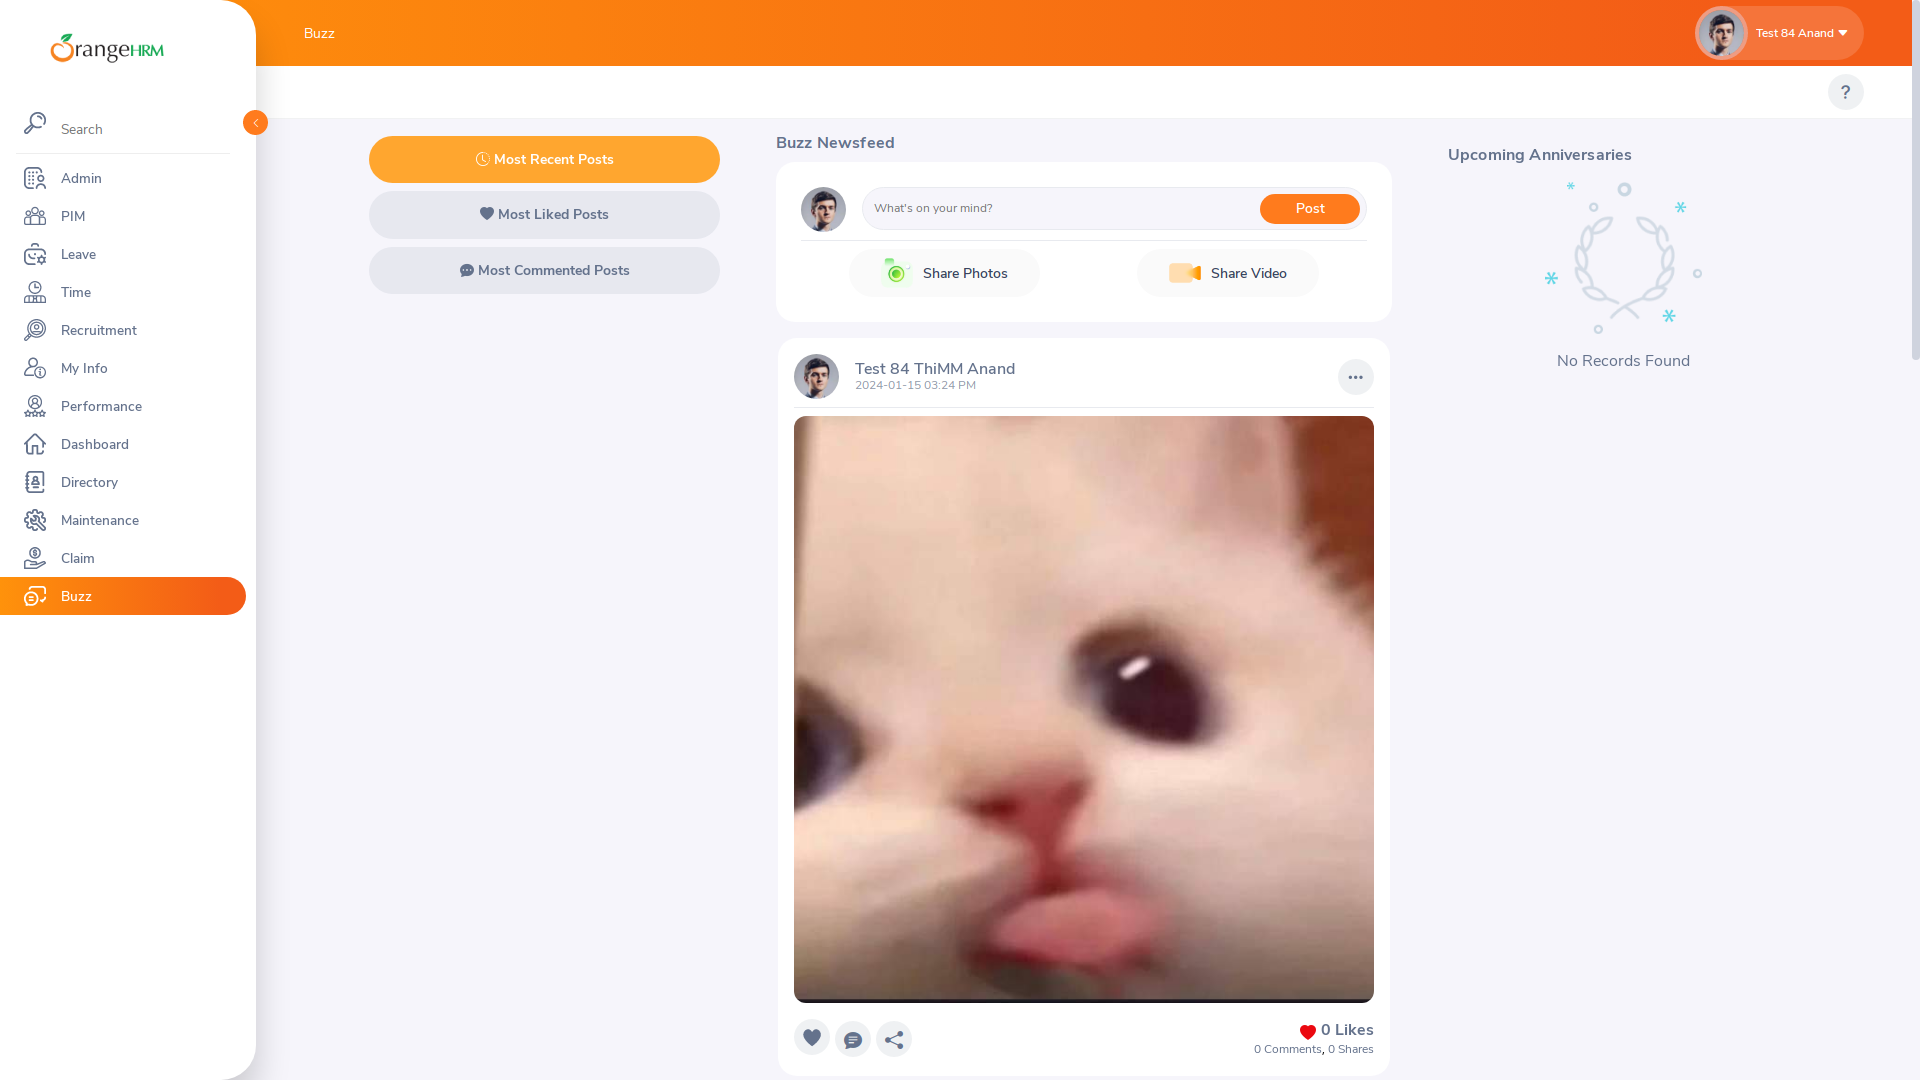 OrangeHRM
Search
Admin
PIM
Leave
Time
Recruitment
My Info
Performance
Dashboard
Directory
Maintenance
Claim
Buzz
Buzz
Test 84 Anand
?
Most Recent Posts
Most Liked Posts
Most Commented Posts
Buzz Newsfeed
What's on your mind?
Post
Share Photos
Share Video
Test 84 ThiMM Anand
2024-01-15 03:24 PM
0 Likes
0 Comments, 0 Shares
Upcoming Anniversaries
No Records Found